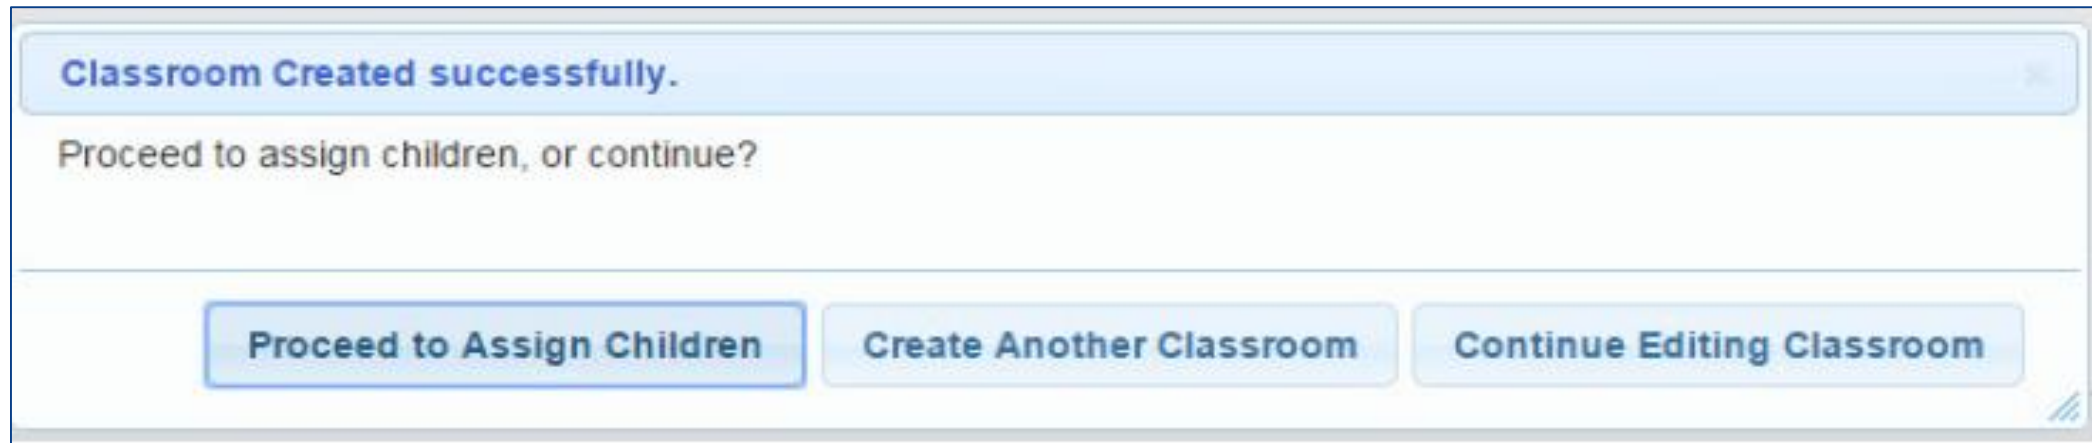 Classroom Created successfully.
Proceed to assign children, or continue?
Proceed to Assign Children
Create Another Classroom
Continue Editing Classroom